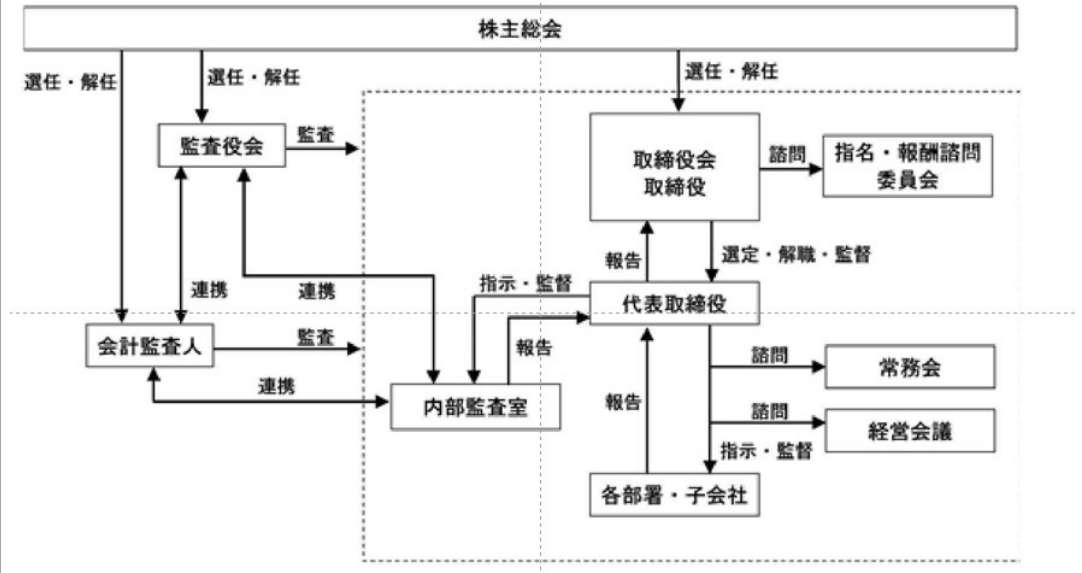 株主総会
選任・解任
選任・解任
選任・解任
監査役会
監査
取締役会
取締役
諮問
指名・報酬諮問
委員会
報告
選定・解職・監督
連携
連携
指示・監督
代表取締役
会計監査人
監査
報告
諮問
常務会
連携
内部監査室
報告
諮問
経営会議
指示・監督
各部署・子会社